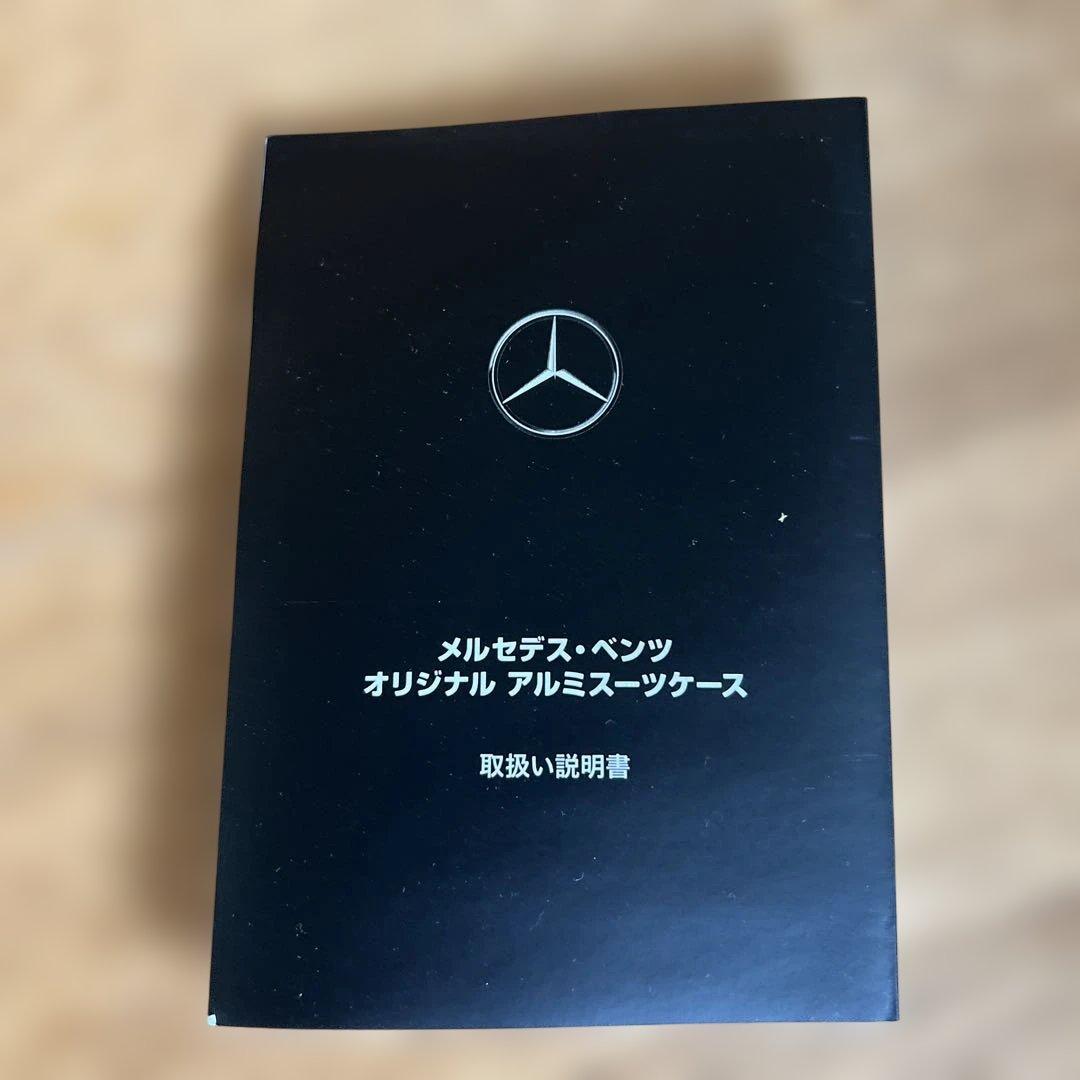 メルセデス・ベンツ
オリジナル アルミスーツケース
取扱い説明書